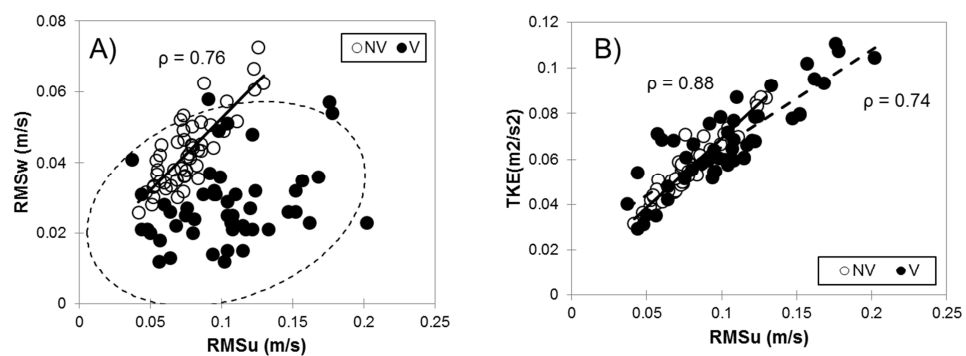 A)
NV V
ρ = 0.76
RMSw (m/s)
0.08
0.06
0.04
0.02
0
0 0.05 0.1 0.15 0.2 0.25
RMSu (m/s)
B)
ρ = 0.88
ρ = 0.74
TKE(m2/s2)
0.12
0.1
0.08
0.06
0.04
0.02
0
NV V
0 0.05 0.1 0.15 0.2 0.25
RMSu (m/s)